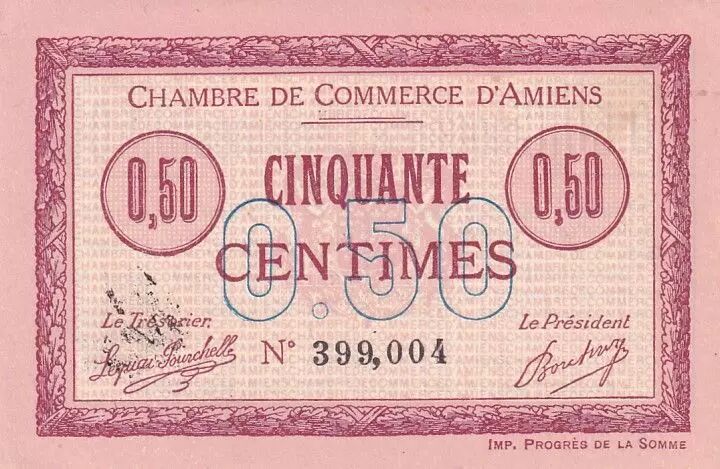 CHAMBRE DE COMMERCE D'AMIENS
0,50 CINQUANTE 0,50
0.50
CENTIMES
Le Trésorier. Le Président
Nº 399,004
IMP. PROGRÈS DE LA SOMME